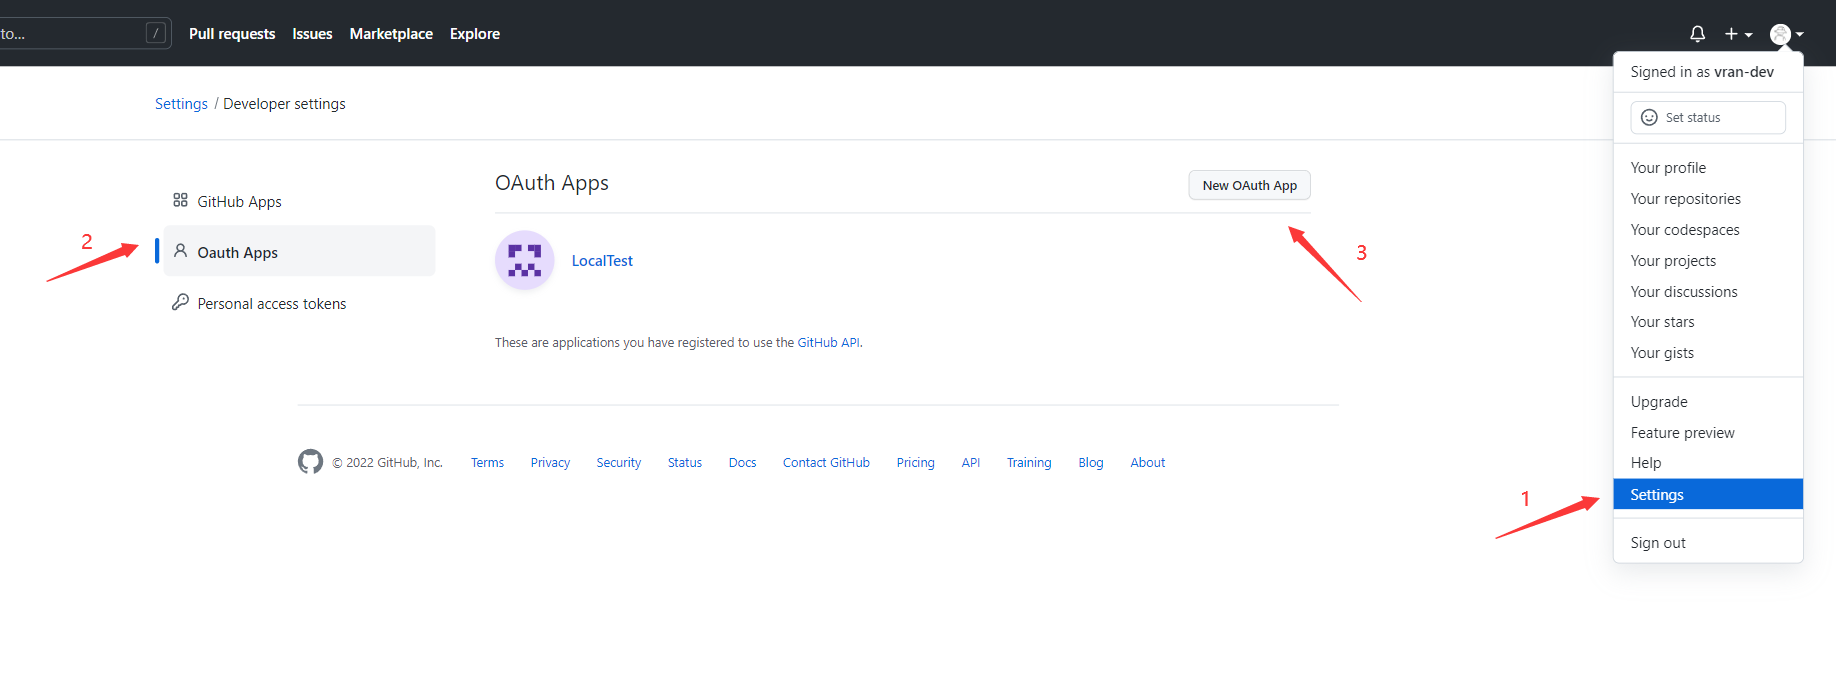 to... /
Pull requests Issues Marketplace Explore
Signed in as vran-dev
Set status
Your profile
Your repositories
Your codespaces
Your projects
Your discussions
Your stars
Your gists
Upgrade
Feature preview
Help
1
Settings
Sign out
Settings / Developer settings
GitHub Apps
2
Oauth Apps
Personal access tokens
OAuth Apps
New OAuth App
3
LocalTest
These are applications you have registered to use the GitHub API.
© 2022 GitHub, Inc. Terms Privacy Security Status Docs Contact GitHub Pricing API Training Blog About